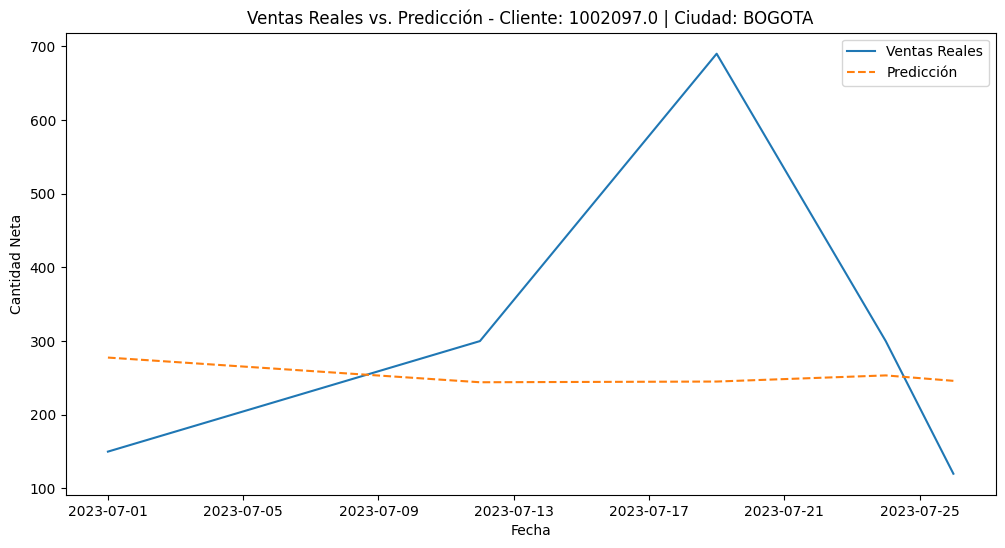 Ventas Reales vs. Predicción - Cliente: 1002097.0 | Ciudad: BOGOTA
Ventas Reales
Predicción
700
600
500
400
300
200
100
Cantidad Neta
2023-07-01 2023-07-05 2023-07-09 2023-07-13 2023-07-17 2023-07-21 2023-07-25
Fecha